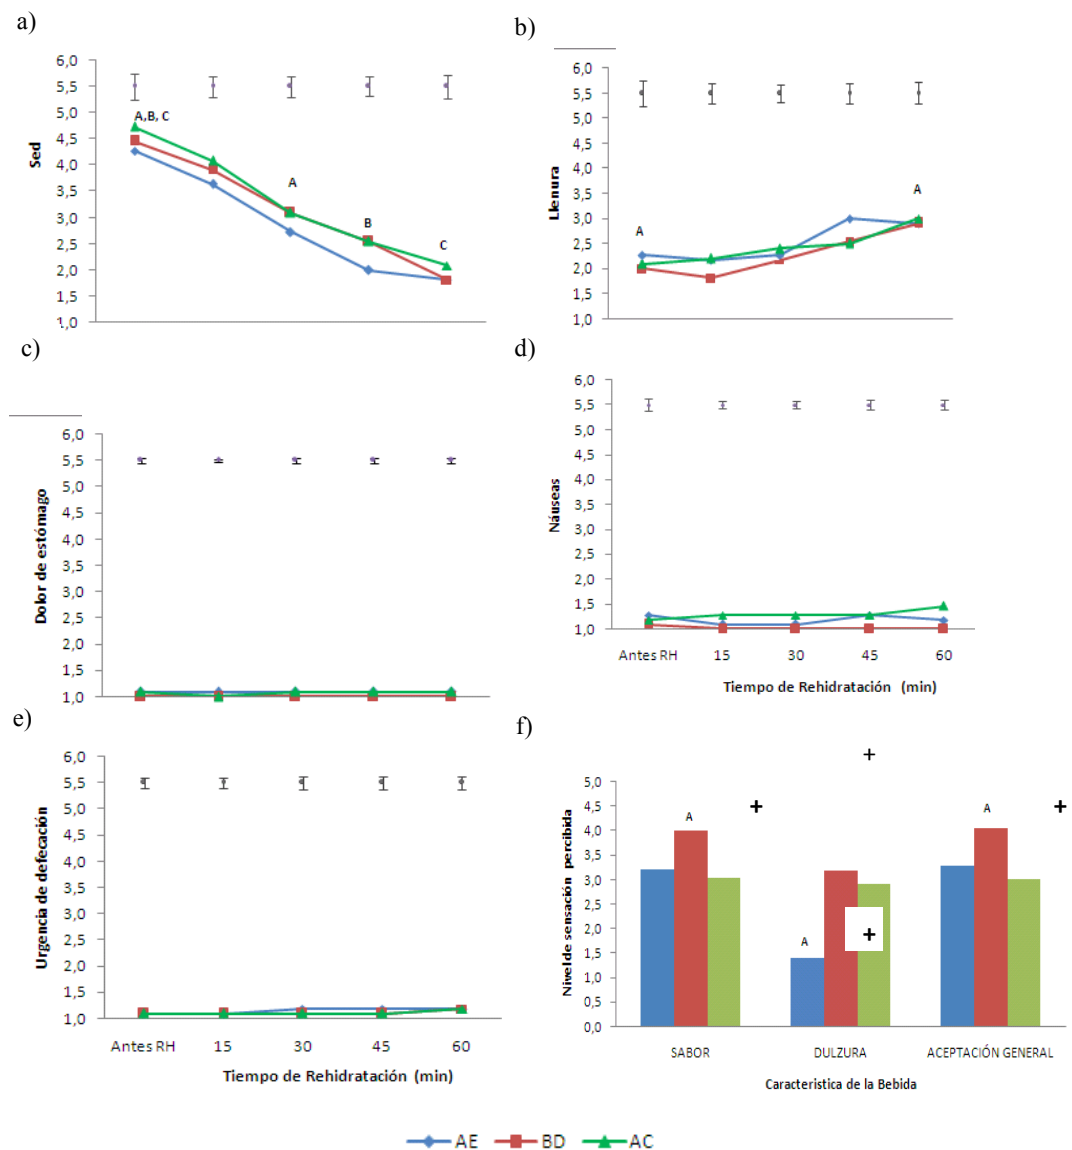 a)
6,0
5,5
5,0
4,5
4,0
3,5
3,0
2,5
2,0
1,5
1,0
Sed
A,B, C
A
B
C
b)
6,0
5,5
5,0
4,5
4,0
3,5
3,0
2,5
2,0
1,5
1,0
Llenura
A
A
c)
6,0
5,5
5,0
4,5
4,0
3,5
3,0
2,5
2,0
1,5
1,0
Dolor de estómago
d)
6,0
5,5
5,0
4,5
4,0
3,5
3,0
2,5
2,0
1,5
1,0
Náuseas
Antes RH 15 30 45 60
Tiempo de Rehidratación (min)
e)
6,0
5,5
5,0
4,5
4,0
3,5
3,0
2,5
2,0
1,5
1,0
Urgencia de defecación
Antes RH 15 30 45 60
Tiempo de Rehidratación (min)
f)
5,0
4,5
4,0
3,5
3,0
2,5
2,0
1,5
1,0
0,5
0,0
Nivel de sensación percibida
+
+
+
+
A
A
A
SABOR DULZURA ACEPTACIÓN GENERAL
Caracteristica de la Bebida
AE BD AC